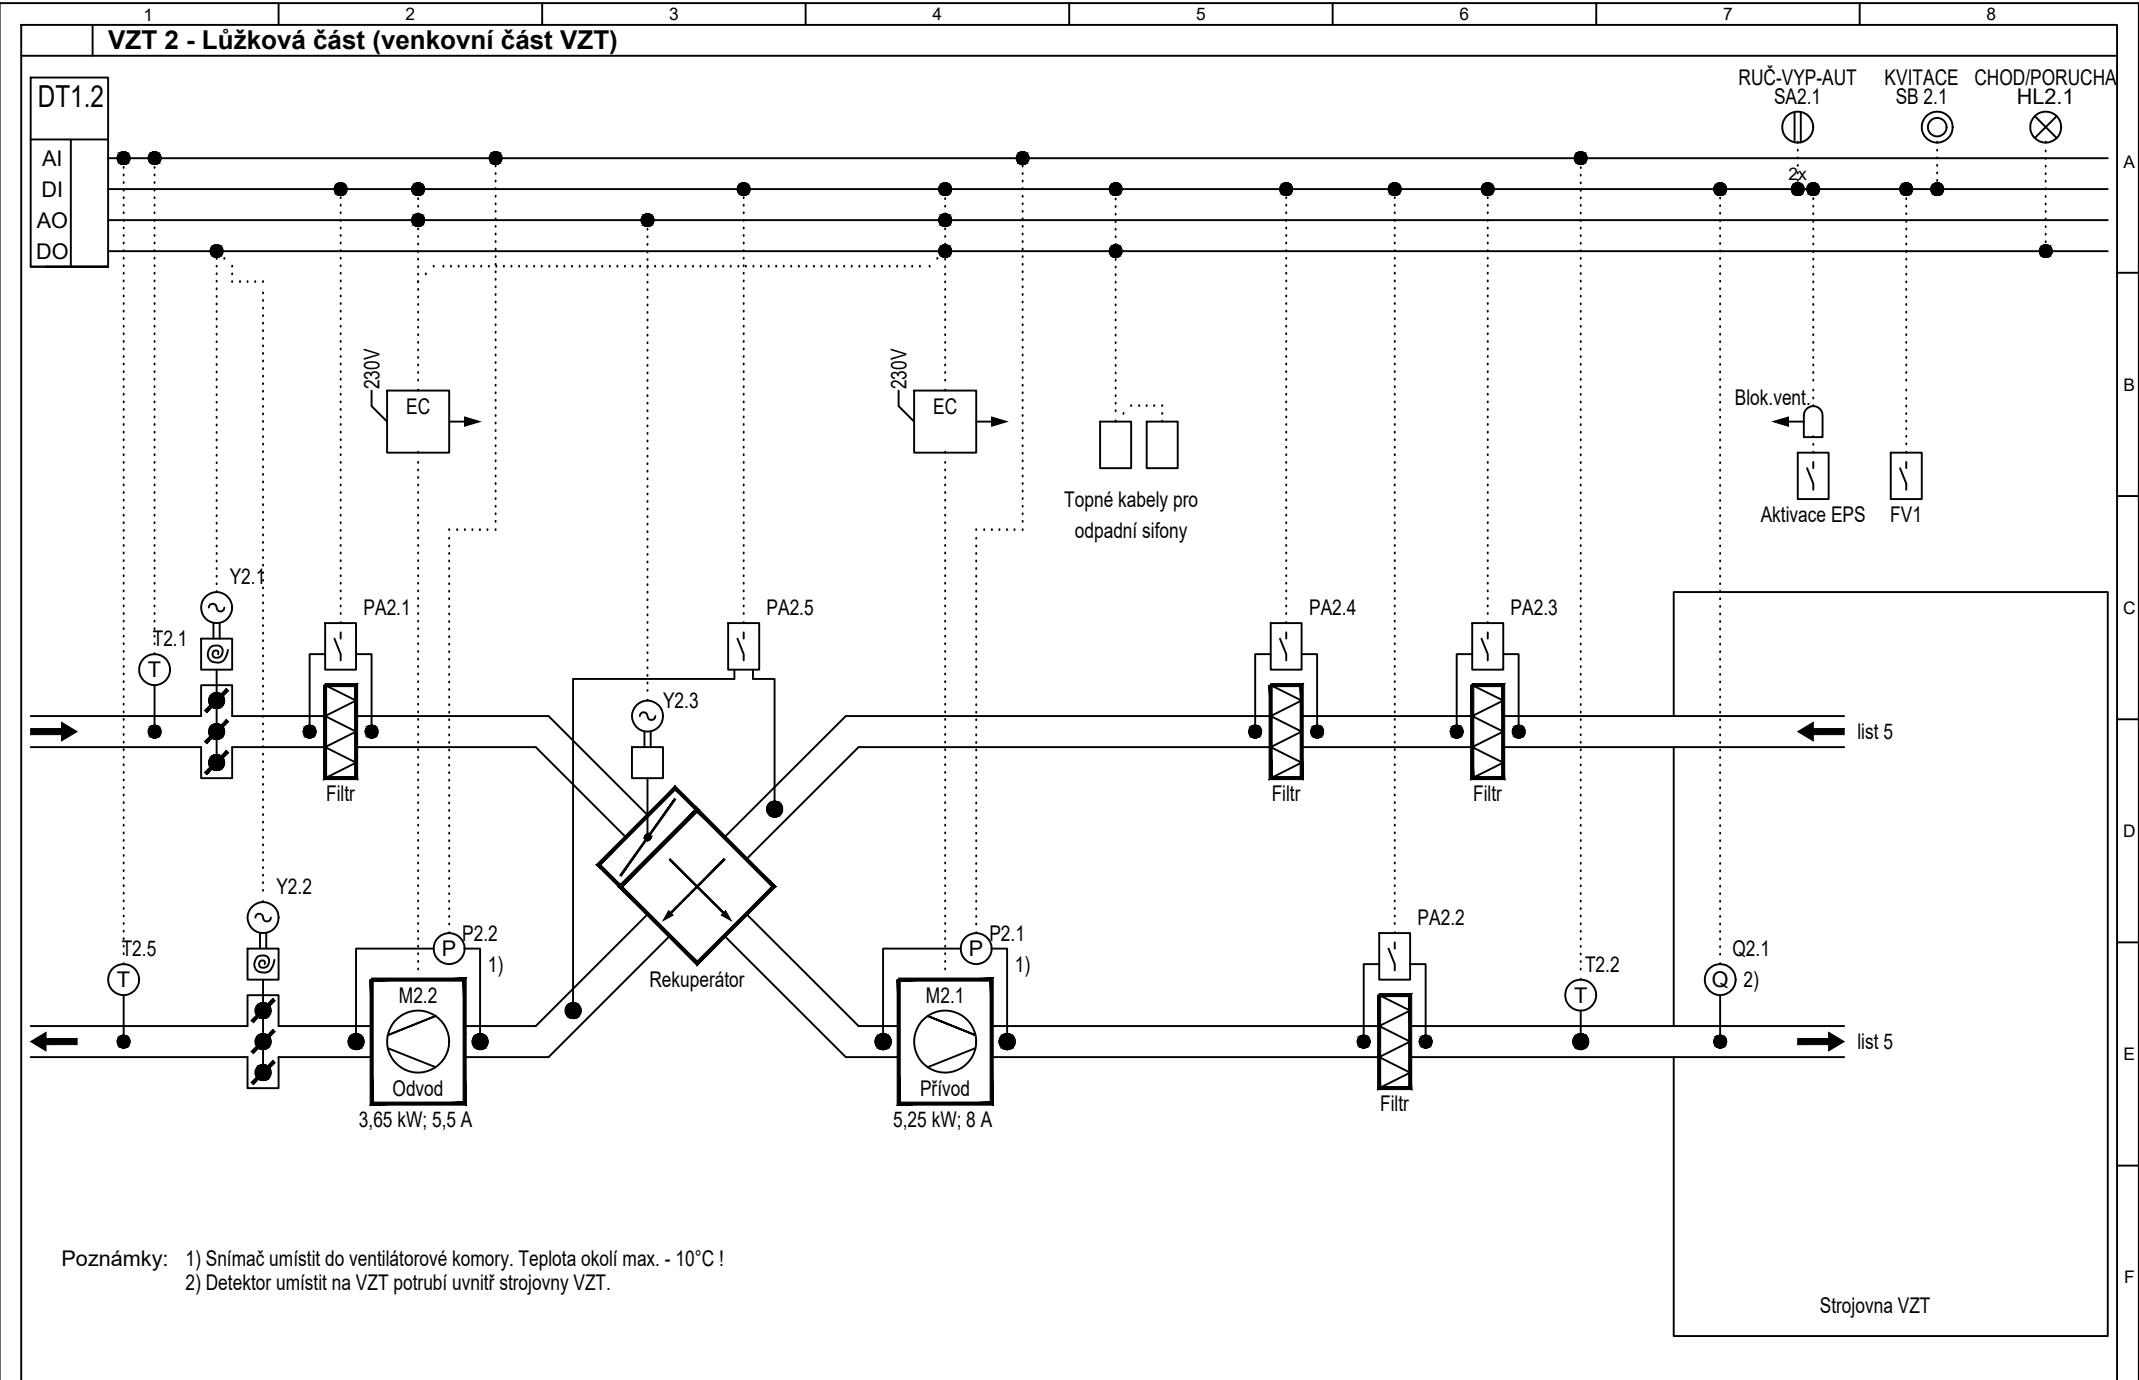 1 2 3 4 5 6 7 8
VZT 2 - Lůžková část (venkovní část VZT)
DT1.2
RUČ-VYP-AUT KVITACE CHOD/PORUCHA
SA2.1 SB 2.1 HL2.1
AI
A
2x
DI
AO
DO
230V
230V
B
EC
EC
Blok.vent.
Topné kabely pro
odpadní sifony
Aktivace EPS
FV1
Y2.1
PA2.1
PA2.5
PA2.4
PA2.3
C
T2.1
T
Y2.3
list 5
Filtr
Filtr
Filtr
D
Y2.2
PA2.2
T2.5
P2.2
P
1)
P2.1
P
1)
Q2.1
T2.2
T
Rekuperátor
Q
2)
T
M2.2
M2.1
list 5
E
Odvod
Přívod
Filtr
3,65 kW; 5,5 A
5,25 kW; 8 A
Poznámky: 1) Snímač umístit do ventilátorové komory. Teplota okolí max. - 10°C !
2) Detektor umístit na VZT potrubí uvnitř strojovny VZT.
F
Strojovna VZT